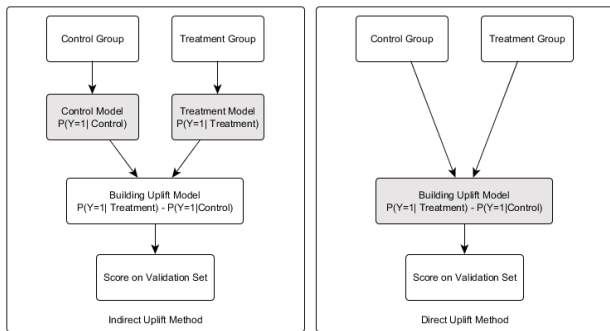 Control Group
Treatment Group
Control Model
P(Y=1| Control)
Treatment Model
P(Y=1| Treatment)
Building Uplift Model
P(Y=1| Treatment) - P(Y=1|Control)
Score on Validation Set
Indirect Uplift Method
Control Group
Treatment Group
Building Uplift Model
P(Y=1| Treatment) - P(Y=1|Control)
Score on Validation Set
Direct Uplift Method